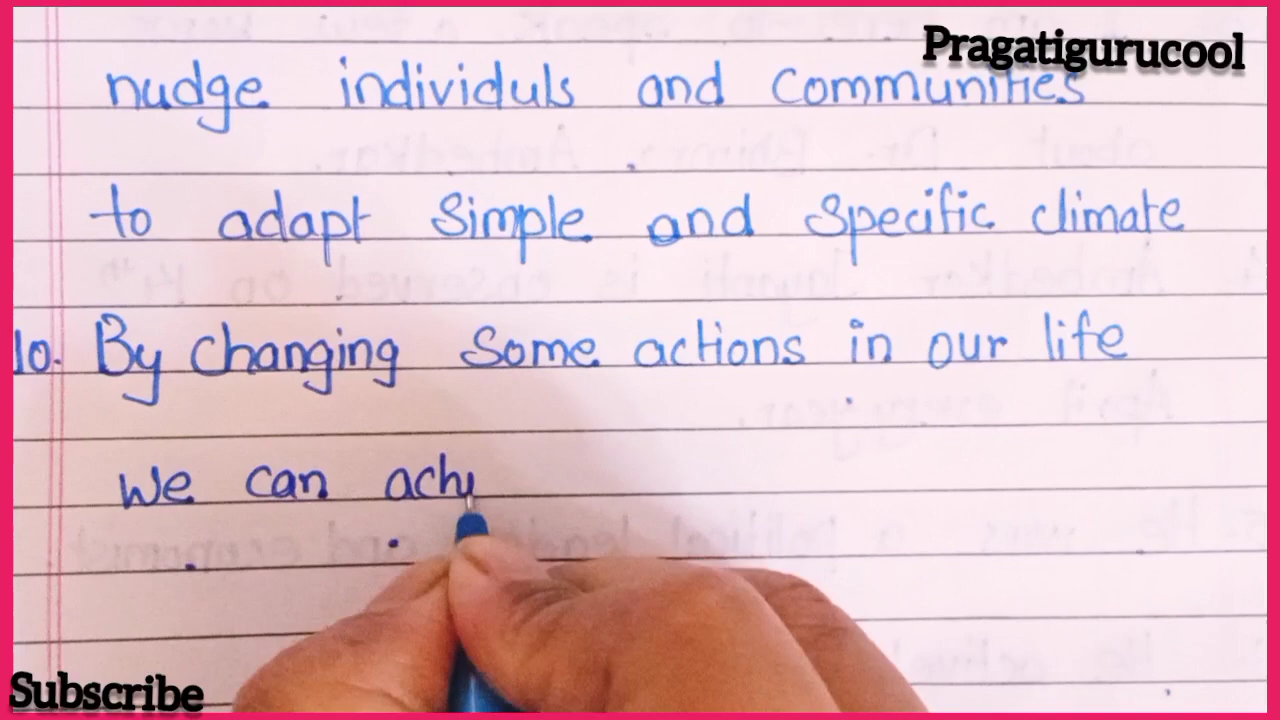 Pragatigurucool
nudge individuls and communities
to adapt simple and specific climate
10. By changing some actions in our life
we can achi
Subscribe